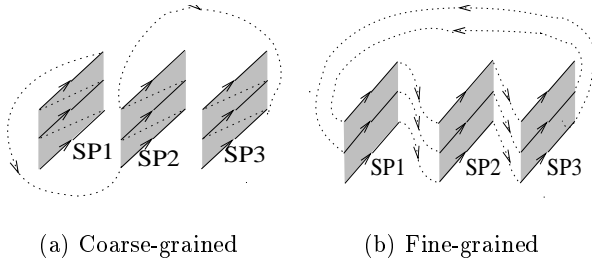 SP1 SP2 SP3
SP1 SP2 SP3
(a) Coarse-grained
(b) Fine-grained